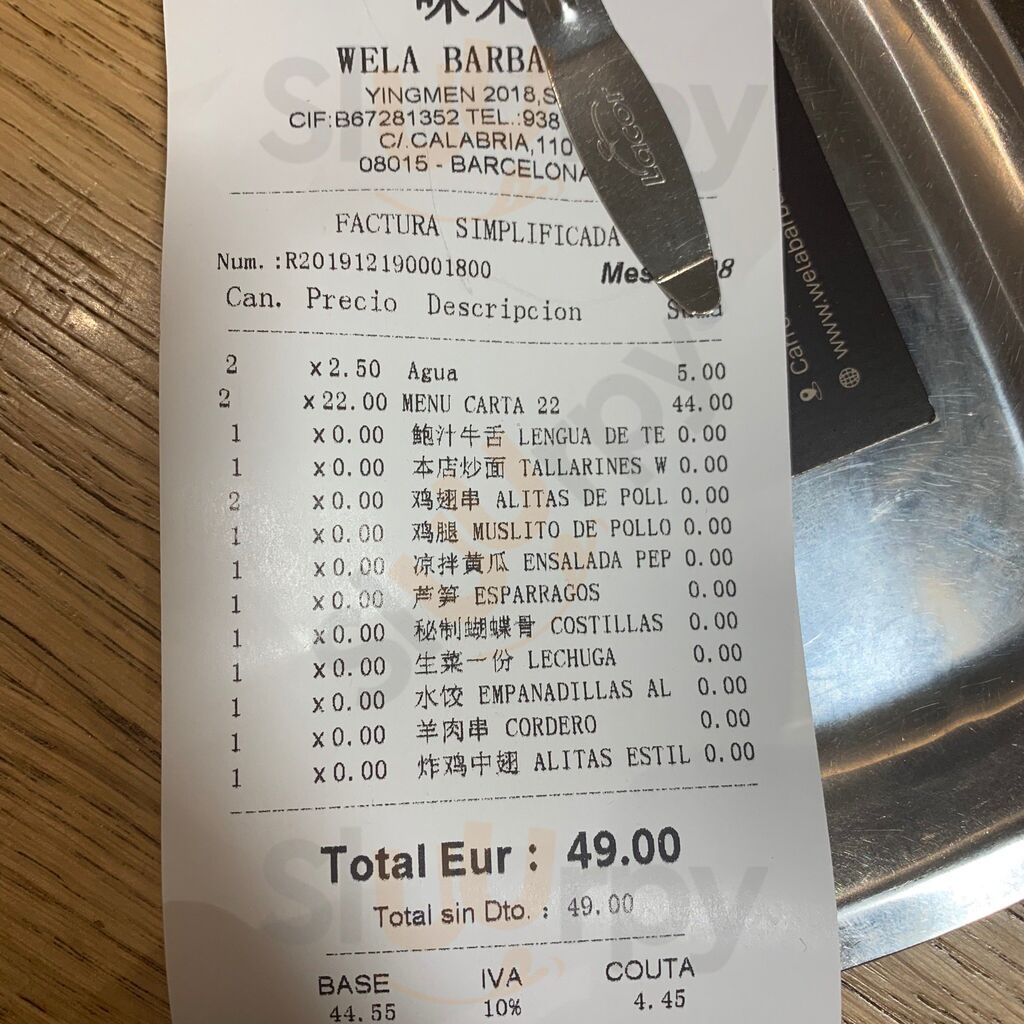 味来
WELA BARBA
YINGMEN 2018,S
CIF:B67281352 TEL.:938
C/.CALABRIA,110
08015 - BARCELONA
FACTURA SIMPLIFICADA
Num.:R201912190001800
Can. Precio Descripcion
2 x2.50 Agua 5.00
2 x22.00 MENU CARTA 22 44.00
1 x0.00 鲍汁牛舌 LENGUA DE TE 0.00
1 x0.00 本店炒面 TALLARINES W 0.00
2 x0.00 鸡翅串 ALITAS DE POLL 0.00
1 x0.00 鸡腿 MUSLITO DE POLLO 0.00
1 x0.00 凉拌黄瓜 ENSALADA PEP 0.00
1 x0.00 芦笋 ESPARRAGOS 0.00
1 x0.00 秘制蝴蝶骨 COSTILLAS 0.00
1 x0.00 生菜一份 LECHUGA 0.00
1 x0.00 水饺 EMPANADILLAS AL 0.00
1 x0.00 羊肉串 CORDERO 0.00
1 x0.00 炸鸡中翅 ALITAS ESTIL 0.00
Total Eur : 49.00
Total sin Dto. : 49.00
BASE IVA COUTA
44.55 10% 4.45
Lacor
www.welabarb
Sluurpy
Sluurpy
Sluurpy